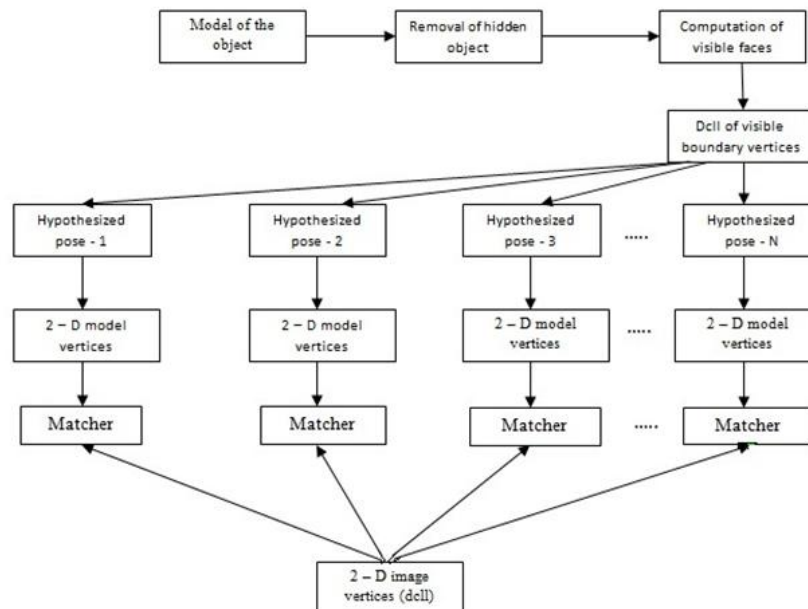 Model of the
object
Removal of hidden
object
Computation of
visible faces
Dcll of visible
boundary vertices
Hypothesized
pose - 1
Hypothesized
pose - 2
Hypothesized
pose - 3
.....
Hypothesized
pose - N
2 – D model
vertices
2 – D model
vertices
2 – D model
vertices
.....
2 – D model
vertices
Matcher
Matcher
Matcher
.....
Matcher
2 – D image
vertices (dcll)